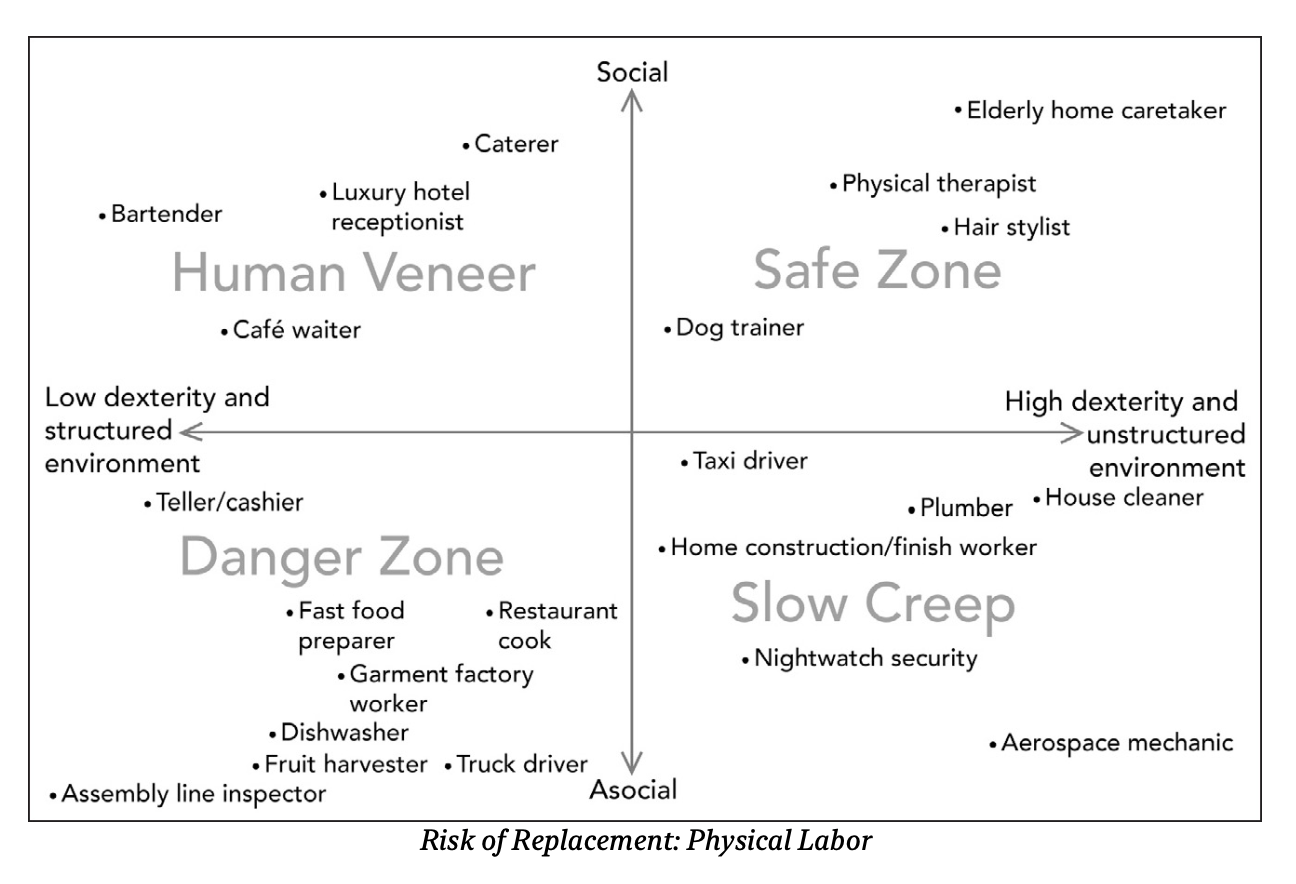 Social
• Elderly home caretaker
• Caterer
• Physical therapist
• Luxury hotel
receptionist
• Bartender
• Hair stylist
Human Veneer
Safe Zone
• Café waiter
• Dog trainer
Low dexterity and
structured
environment
High dexterity and
unstructured
environment
• Taxi driver
• Teller/cashier
• Plumber
• House cleaner
Danger Zone
• Home construction/finish worker
Slow Creep
• Fast food
preparer
• Restaurant
cook
• Nightwatch security
• Garment factory
worker
• Dishwasher
• Aerospace mechanic
• Fruit harvester
• Truck driver
Asocial
• Assembly line inspector
Risk of Replacement: Physical Labor